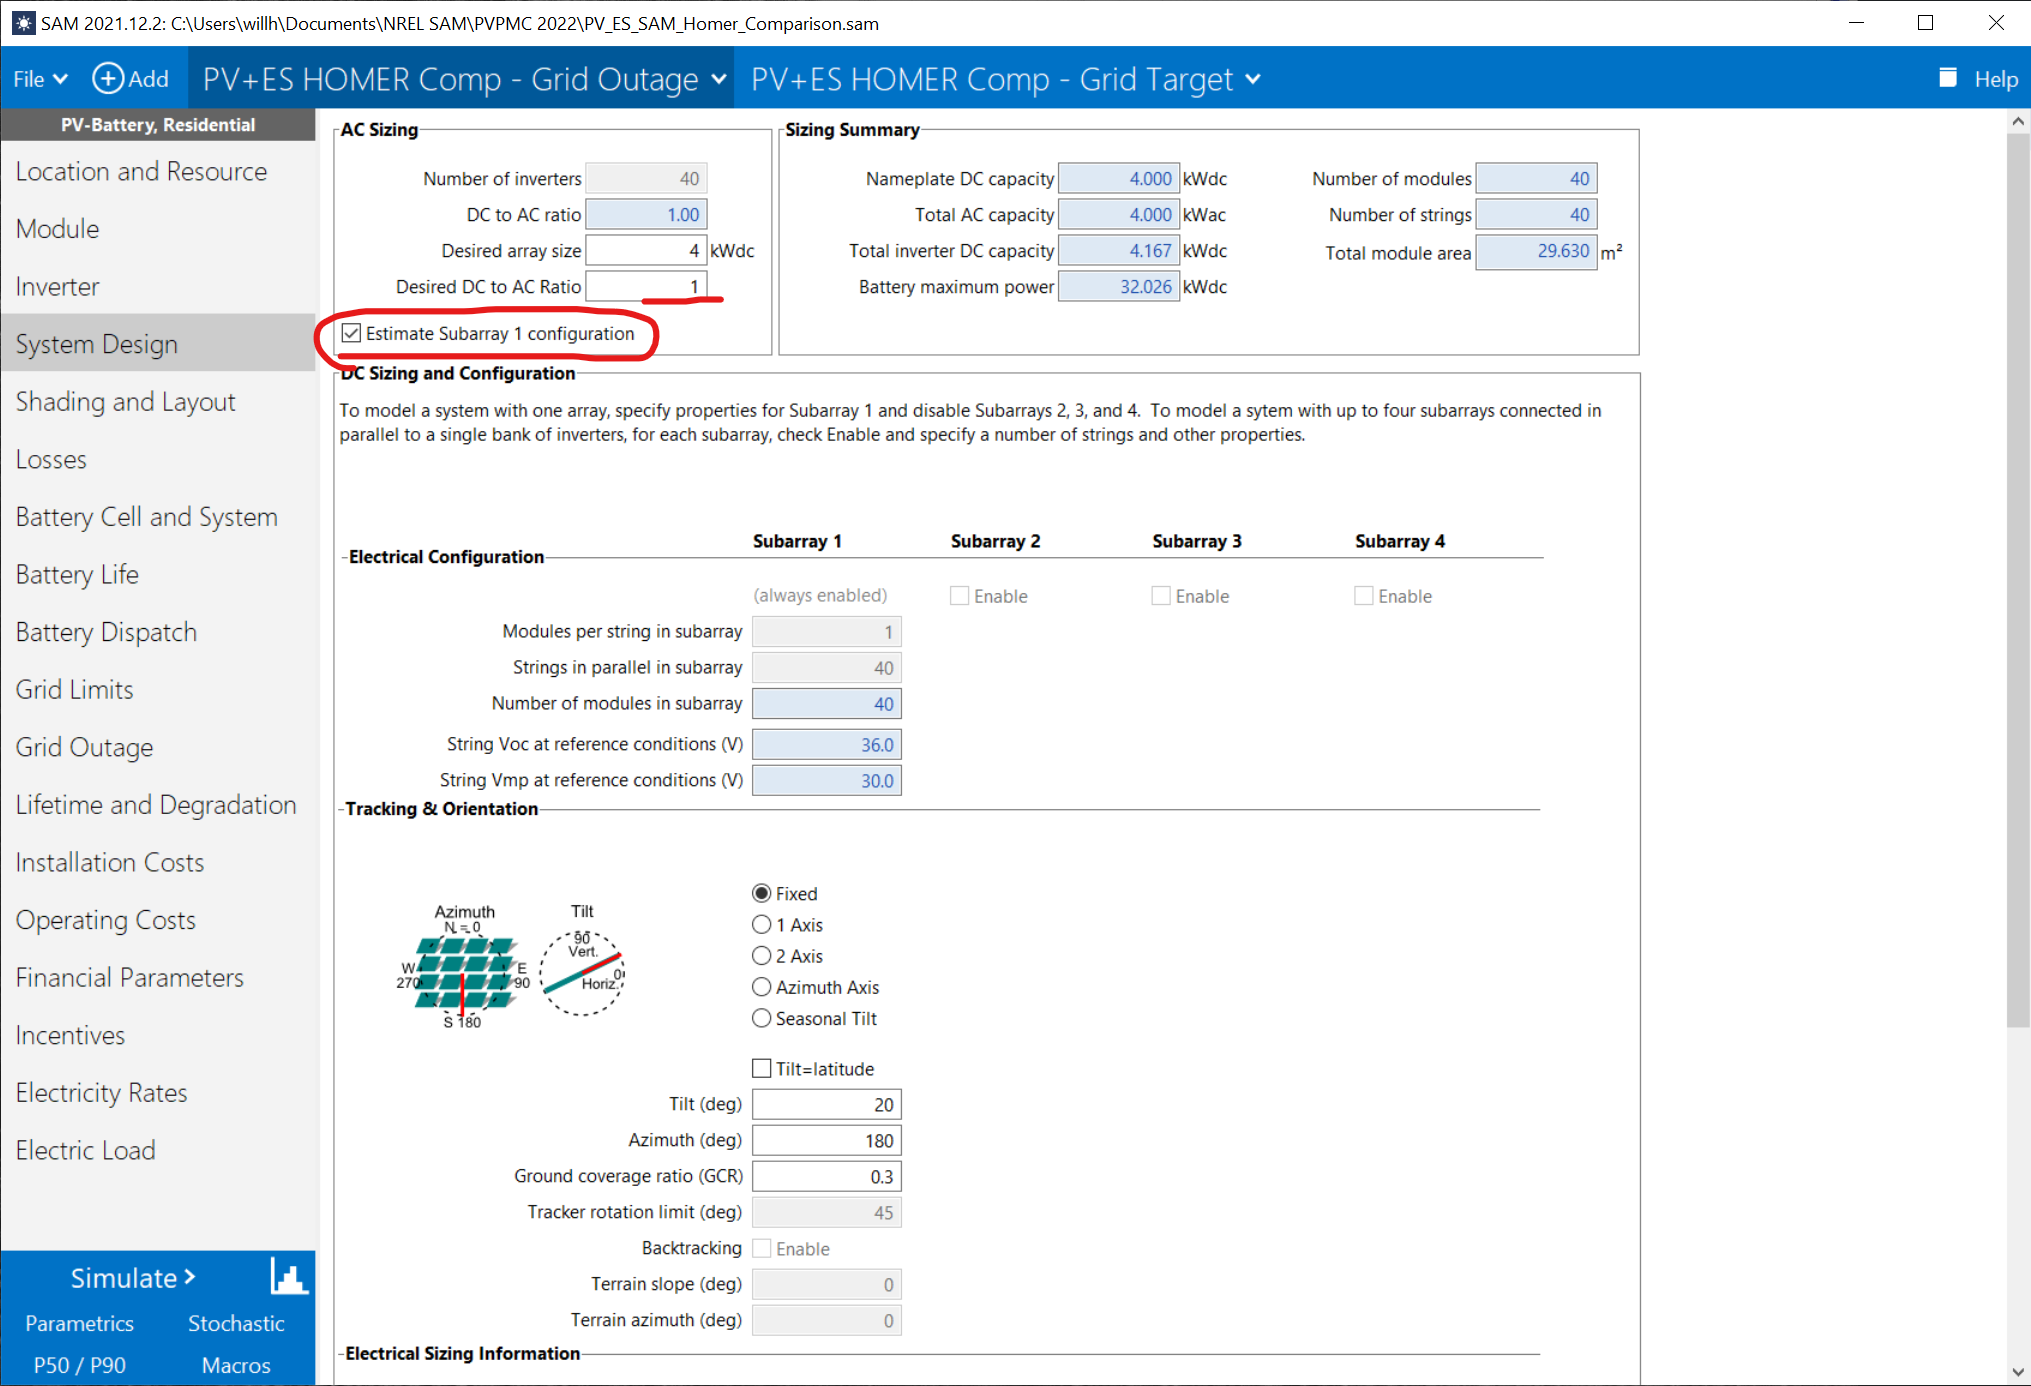 SAM 2021.12.2: C:\Users\willh\Documents\NREL SAM\PVPMC 2022\PV_ES_SAM_Homer_Comparison.sam
File Add PV+ES HOMER Comp - Grid Outage PV+ES HOMER Comp - Grid Target Help
PV-Battery, Residential
Location and Resource
Module
Inverter
System Design
Shading and Layout
Losses
Battery Cell and System
Battery Life
Battery Dispatch
Grid Limits
Grid Outage
Lifetime and Degradation
Installation Costs
Operating Costs
Financial Parameters
Incentives
Electricity Rates
Electric Load
Simulate >
Parametrics Stochastic
P50 / P90 Macros
AC Sizing
Number of inverters 40
DC to AC ratio 1.00
Desired array size 4 kWdc
Desired DC to AC Ratio 1
Estimate Subarray 1 configuration
Sizing Summary
Nameplate DC capacity 4.000 kWdc Number of modules 40
Total AC capacity 4.000 kWac Number of strings 40
Total inverter DC capacity 4.167 kWdc Total module area 29.630 m²
Battery maximum power 32.026 kWdc
DC Sizing and Configuration
To model a system with one array, specify properties for Subarray 1 and disable Subarrays 2, 3, and 4. To model a sytem with up to four subarrays connected in
parallel to a single bank of inverters, for each subarray, check Enable and specify a number of strings and other properties.
Subarray 1 Subarray 2 Subarray 3 Subarray 4
Electrical Configuration
(always enabled) Enable Enable Enable
Modules per string in subarray 1
Strings in parallel in subarray 40
Number of modules in subarray 40
String Voc at reference conditions (V) 36.0
String Vmp at reference conditions (V) 30.0
Tracking & Orientation
Azimuth
N = 0
W
270
E
90
S 180
Tilt
90
Vert.
0
Horiz.
Fixed
1 Axis
2 Axis
Azimuth Axis
Seasonal Tilt
Tilt=latitude
Tilt (deg) 20
Azimuth (deg) 180
Ground coverage ratio (GCR) 0.3
Tracker rotation limit (deg) 45
Backtracking Enable
Terrain slope (deg) 0
Terrain azimuth (deg) 0
Electrical Sizing Information